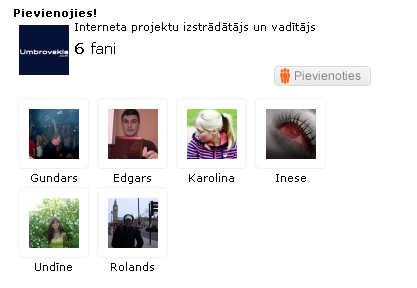 Pievienojies!
Interneta projektu izstrādātājs un vadītājs
Umbrovskis
6 fani
Pievienoties
Gundars Edgars Karolina Inese
Undīne Rolands